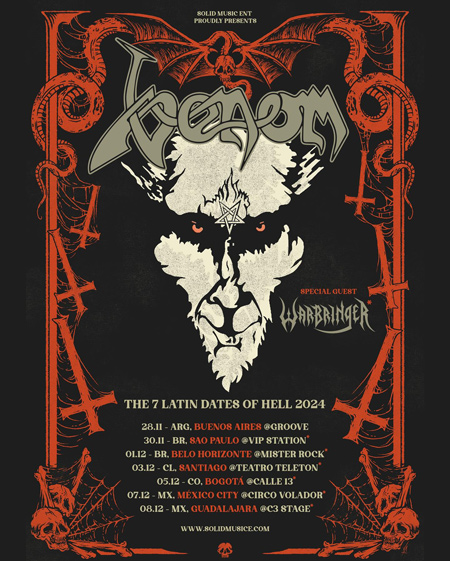 SOLID MUSIC ENT
PROUDLY PRESENTS
VENOM
SPECIAL GUEST
WARBRINGER*
THE 7 LATIN DATES OF HELL 2024
28.11 - ARG, BUENOS AIRES @GROOVE
30.11 - BR, SAO PAULO @VIP STATION*
01.12 - BR, BELO HORIZONTE @MISTER ROCK*
03.12 - CL, SANTIAGO @TEATRO TELETON*
05.12 - CO, BOGOTÁ @CALLE 13*
07.12 - MX, MÉXICO CITY @CIRCO VOLADOR*
08.12 - MX, GUADALAJARA @C3 STAGE*
WWW.SOLIDMUSICE.COM